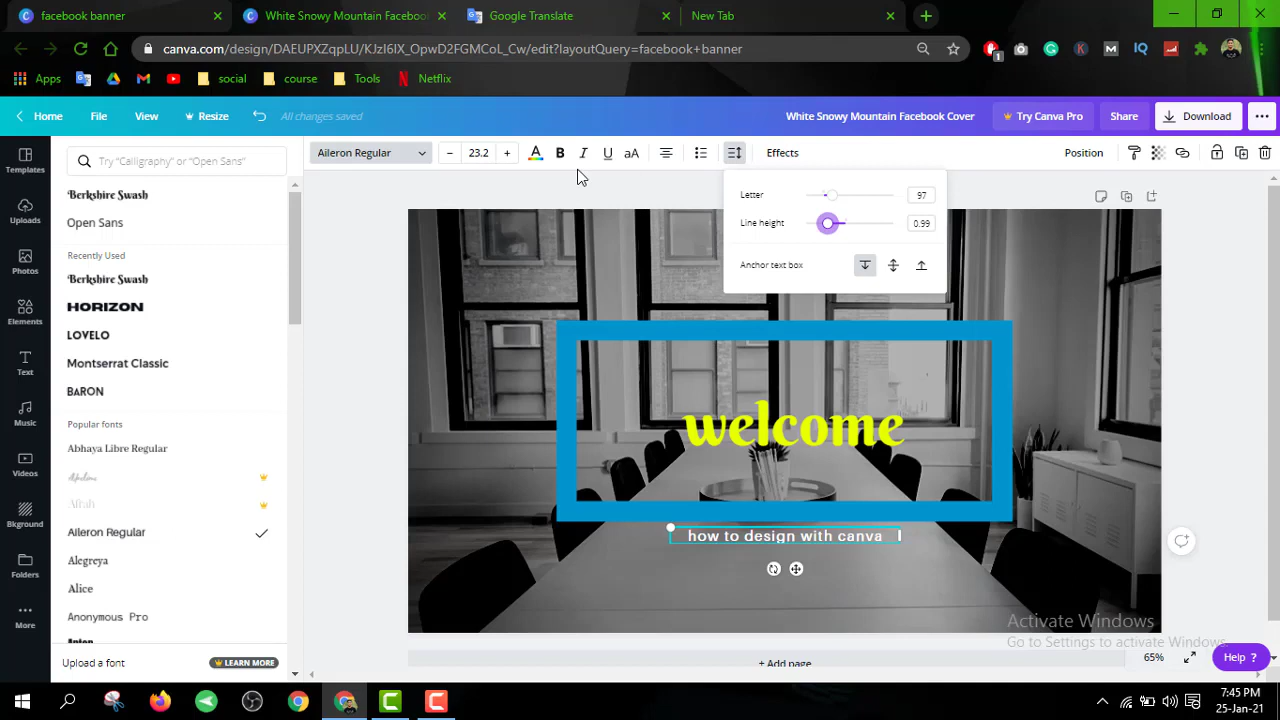 facebook banner
White Snowy Mountain Faceboo
Google Translate
New Tab
canva.com/design/DAEUPXZqpLU/KJzl6IX_OpwD2FGMCoL_Cw/edit?layoutQuery=facebook+banner
1
K
M
IQ
Apps
social
course
Tools
Netflix
Home
File
View
Resize
All changes saved
White Snowy Mountain Facebook Cover
Try Canva Pro
Share
Download
Templates
Uploads
Photos
Elements
Text
Music
Videos
Bkground
Folders
More
Try "Calligraphy" or "Open Sans"
Berkshire Swash
Open Sans
Recently Used
Berkshire Swash
HORIZON
LOVELO
Montserrat Classic
BARON
Popular fonts
Abhaya Libre Regular
Aileron Regular
Alegreya
Alice
Anonymous Pro
Anton
Upload a font
LEARN MORE
Aileron Regular
− 23.2 +
A B I U aA
Effects
Position
Letter 97
Line height 0.99
Anchor text box
welcome
how to design with canva
Activate Windows
Go to Settings to activate Windows.
+ Add page
65%
Help ?
7:45 PM
25-Jan-21